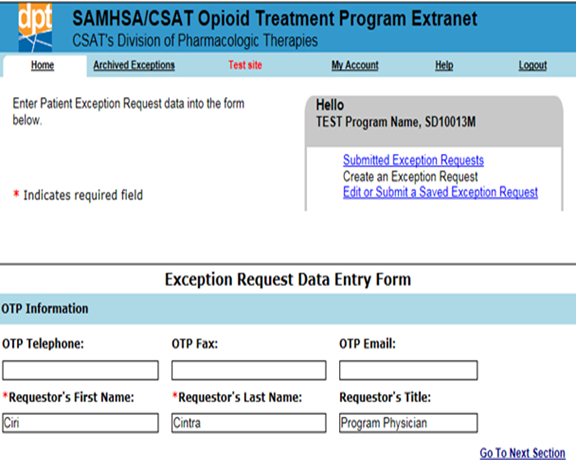 dpt
SAMHSA/CSAT Opioid Treatment Program Extranet
CSAT's Division of Pharmacologic Therapies
Home Archived Exceptions Test site My Account Help Logout
Enter Patient Exception Request data into the form
below.
* Indicates required field
Hello
TEST Program Name, SD10013M
Submitted Exception Requests
Create an Exception Request
Edit or Submit a Saved Exception Request
Exception Request Data Entry Form
OTP Information
OTP Telephone: OTP Fax: OTP Email:
*Requestor's First Name: *Requestor's Last Name: Requestor's Title:
Ciri Cintra Program Physician
Go To Next Section